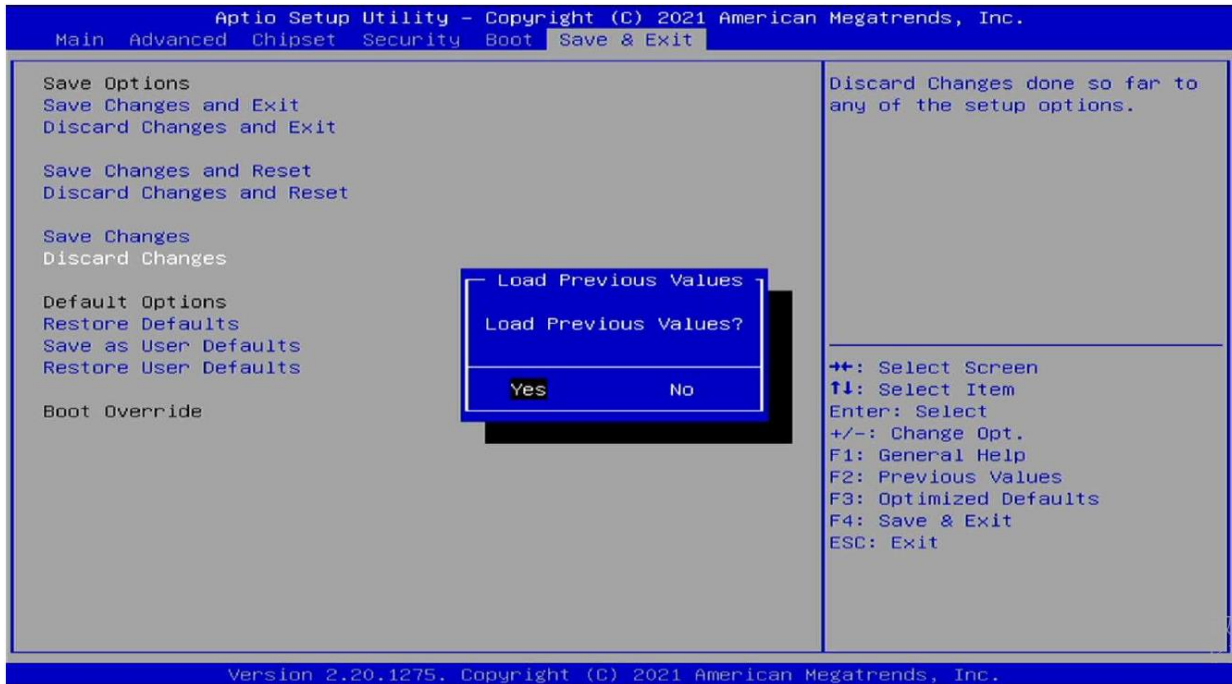 Aptio Setup Utility – Copyright (C) 2021 American Megatrends, Inc.
Main Advanced Chipset Security Boot Save & Exit
Save Options
Save Changes and Exit
Discard Changes and Exit
Save Changes and Reset
Discard Changes and Reset
Save Changes
Discard Changes
Default Options
Restore Defaults
Save as User Defaults
Restore User Defaults
Boot Override
Load Previous Values
Load Previous Values?
Yes No
Discard Changes done so far to
any of the setup options.
→←: Select Screen
↑↓: Select Item
Enter: Select
+/-: Change Opt.
F1: General Help
F2: Previous Values
F3: Optimized Defaults
F4: Save & Exit
ESC: Exit
Version 2.20.1275. Copyright (C) 2021 American Megatrends, Inc.